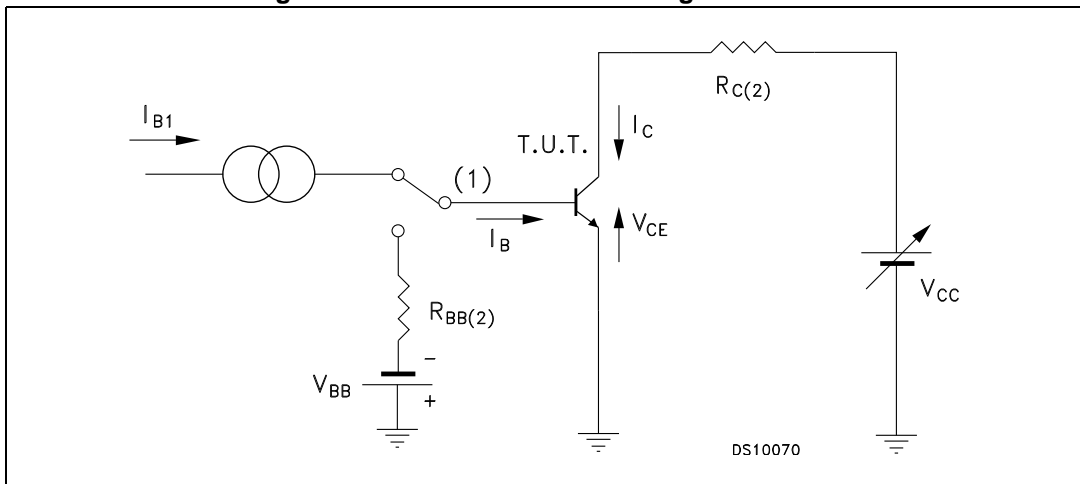 R_C(2)
I_B1
I_C
T.U.T.
(1)
V_CE
I_B
V_CC
R_BB(2)
−
V_BB
+
DS10070